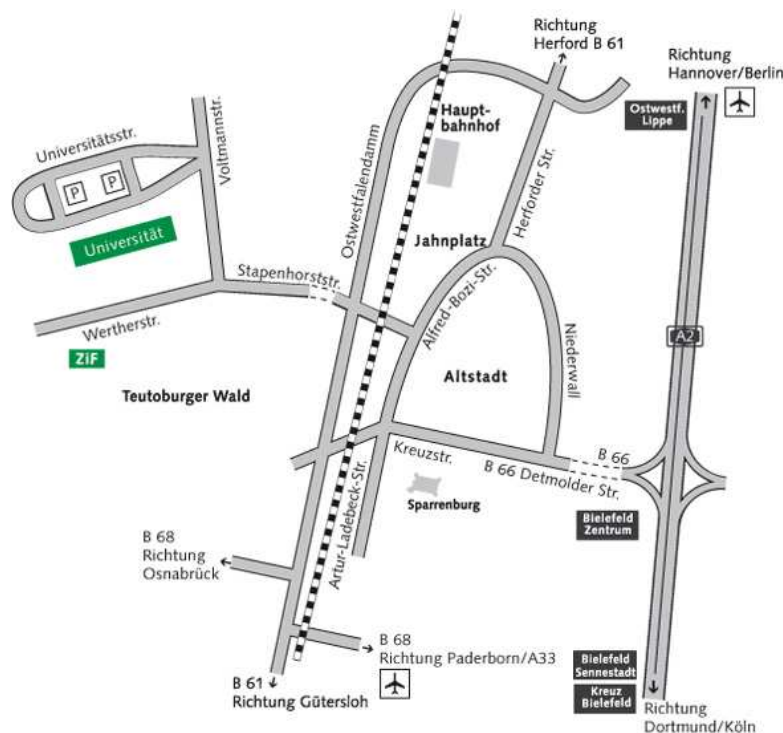 Richtung
Herford B 61
Richtung
Hannover/Berlin
Ostwestf.
Lippe
Haupt-
bahnhof
Universitätsstr.
Voltmannstr.
P
P
Universität
Ostwestfalendamm
Herforder Str.
Jahnplatz
Stapenhorststr.
Alfred-Bozi-Str.
Wertherstr.
ZiF
A2
Niederwall
Altstadt
Teutoburger Wald
Kreuzstr.
B 66
B 66 Detmolder Str.
Sparrenburg
Artur-Ladebeck-Str.
Bielefeld
Zentrum
B 68
Richtung
Osnabrück
B 68
Richtung Paderborn/A33
B 61
Richtung Gütersloh
Bielefeld
Sennestadt
Kreuz
Bielefeld
Richtung
Dortmund/Köln